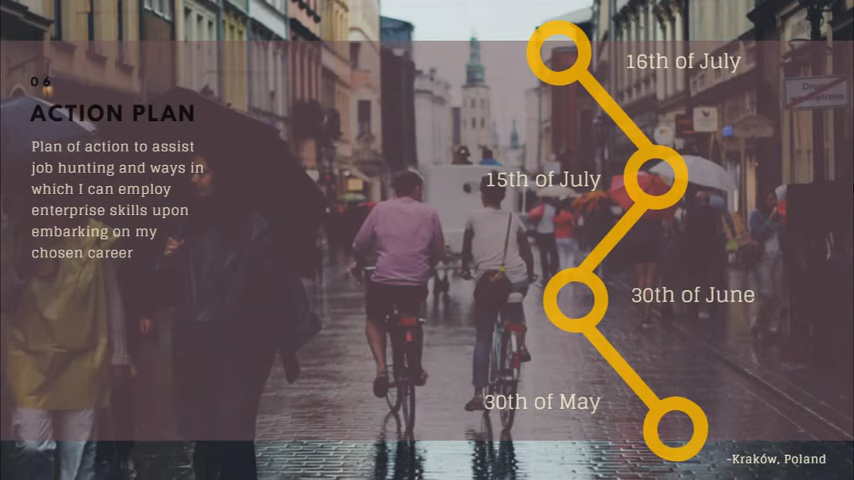 06
ACTION PLAN
Plan of action to assist
job hunting and ways in
which I can employ
enterprise skills upon
embarking on my
chosen career
16th of July
15th of July
30th of June
30th of May
-Kraków, Poland